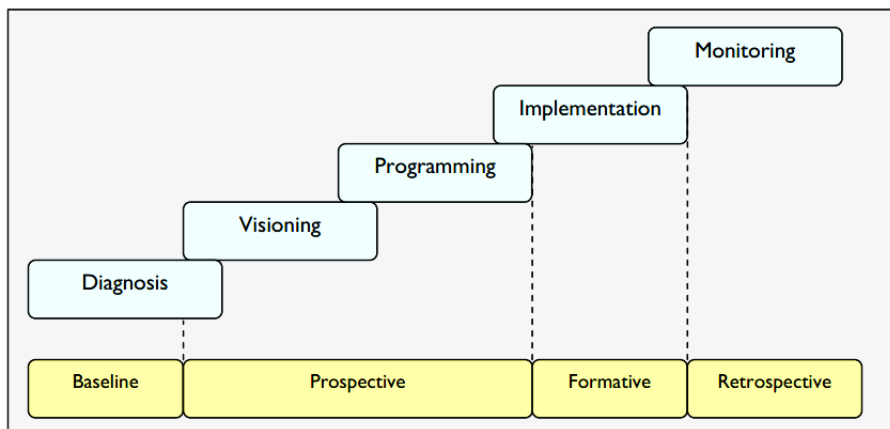 Monitoring
Implementation
Programming
Visioning
Diagnosis
Baseline
Prospective
Formative
Retrospective